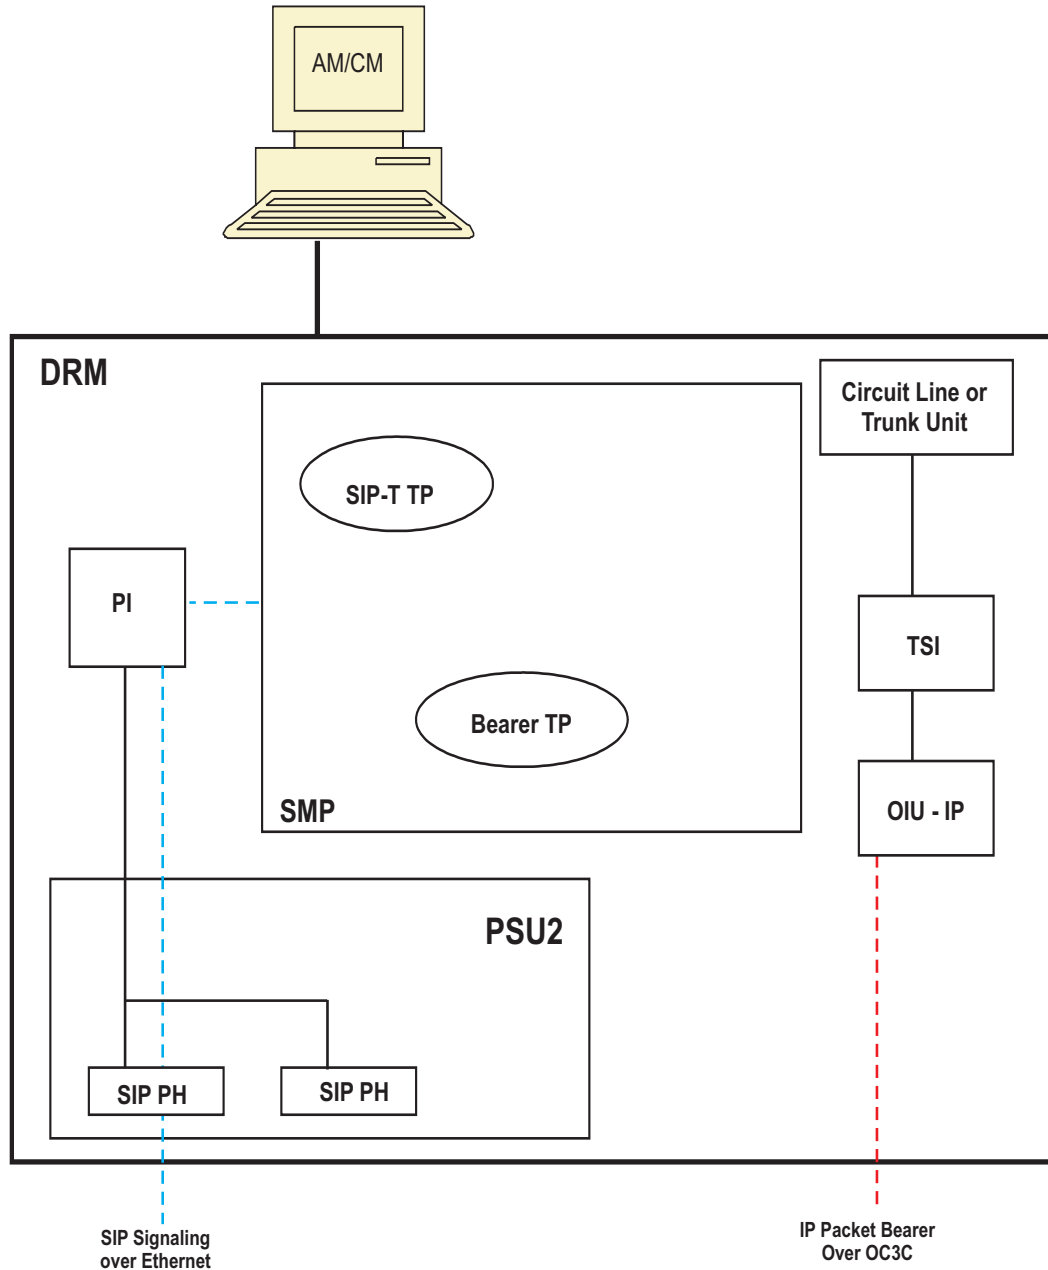 AM/CM
DRM
Circuit Line or
Trunk Unit
SIP-T TP
PI
TSI
Bearer TP
SMP
OIU - IP
PSU2
SIP PH
SIP PH
SIP Signaling
over Ethernet
IP Packet Bearer
Over OC3C